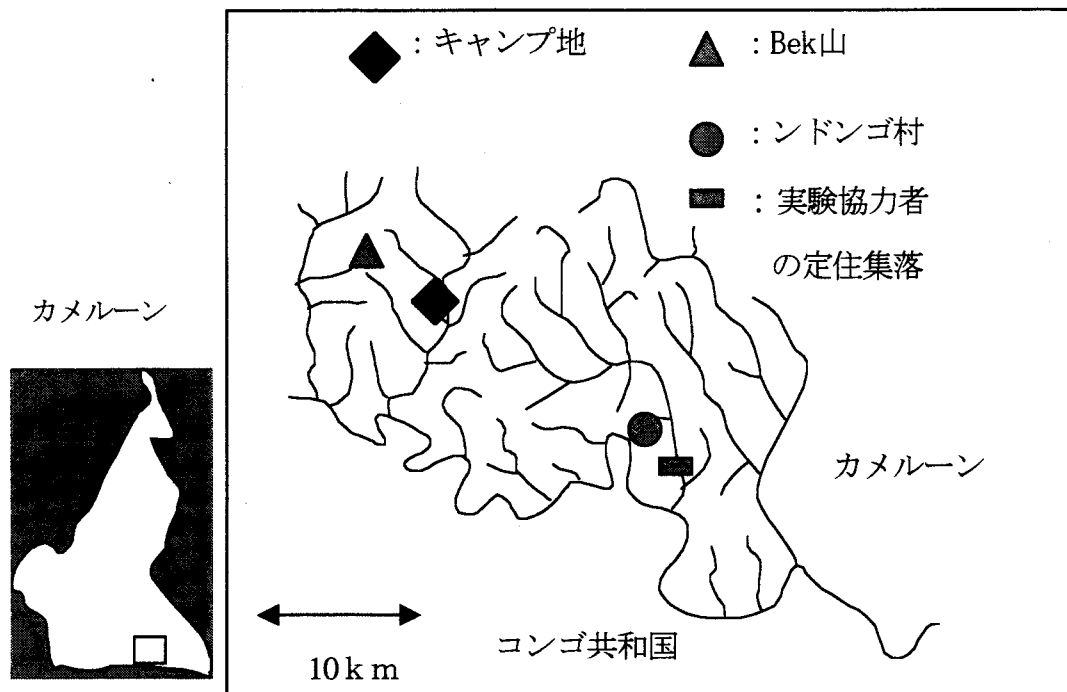 ◆：キャンプ地
▲：Bek山
●：ンドンゴ村
■：実験協力者
の定住集落
カメルーン
カメルーン
コンゴ共和国
10km